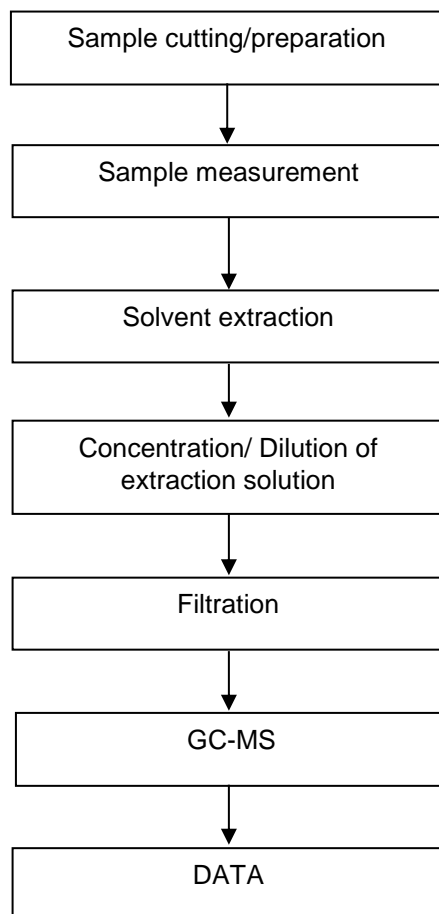 Sample cutting/preparation
Sample measurement
Solvent extraction
Concentration/ Dilution of
extraction solution
Filtration
GC-MS
DATA